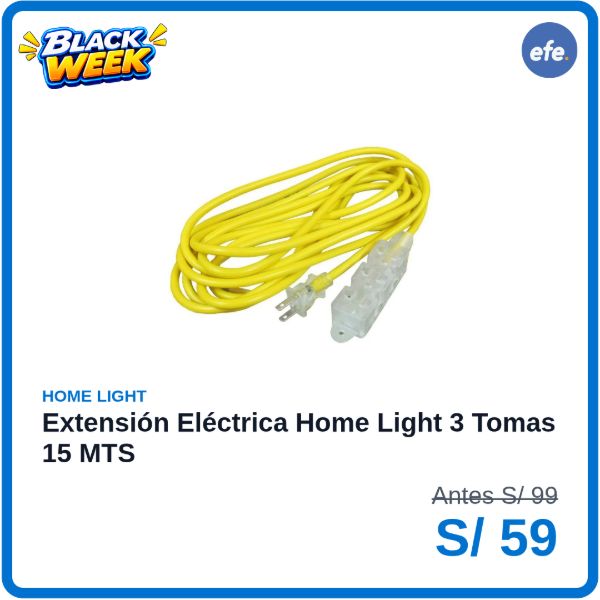 BLACK
WEEK
efe.
HOME LIGHT
Extensión Eléctrica Home Light 3 Tomas
15 MTS
Antes S/ 99
S/ 59